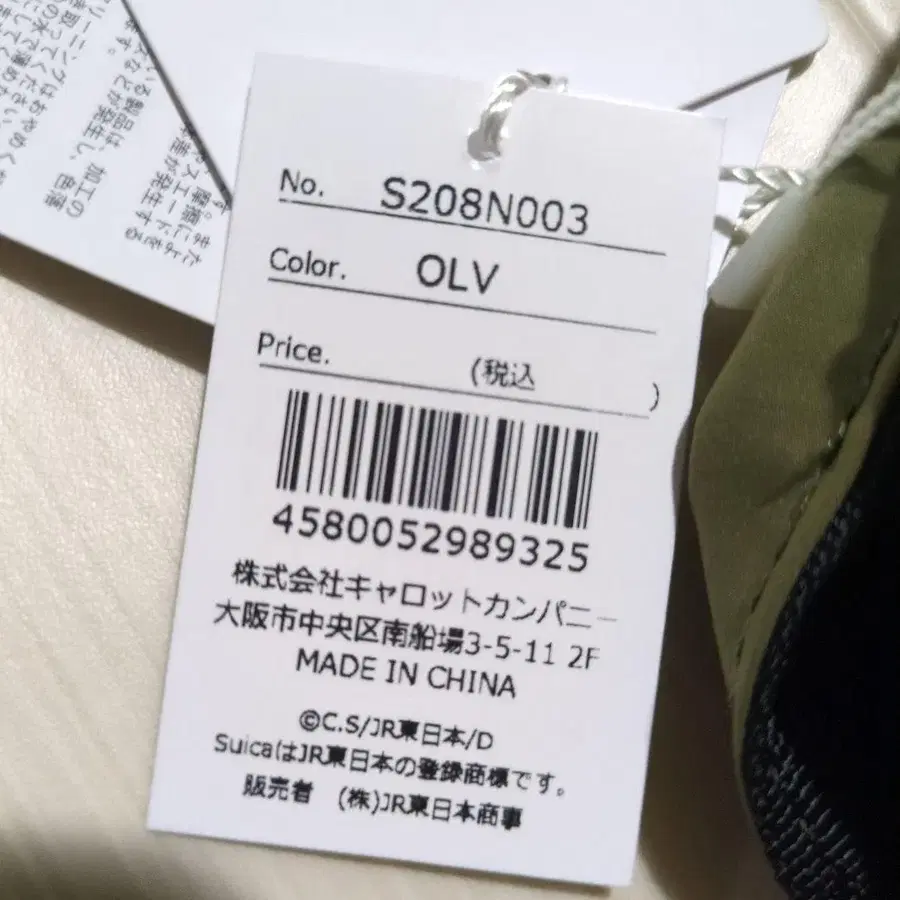 No. S208N003
Color. OLV
Price. (税込 )
4580052989325
株式会社キャロットカンパニー
大阪市中央区南船場3-5-11 2F
MADE IN CHINA
©C.S/JR東日本/D
SuicaはJR東日本の登録商標です。
販売者 (株)JR東日本商事